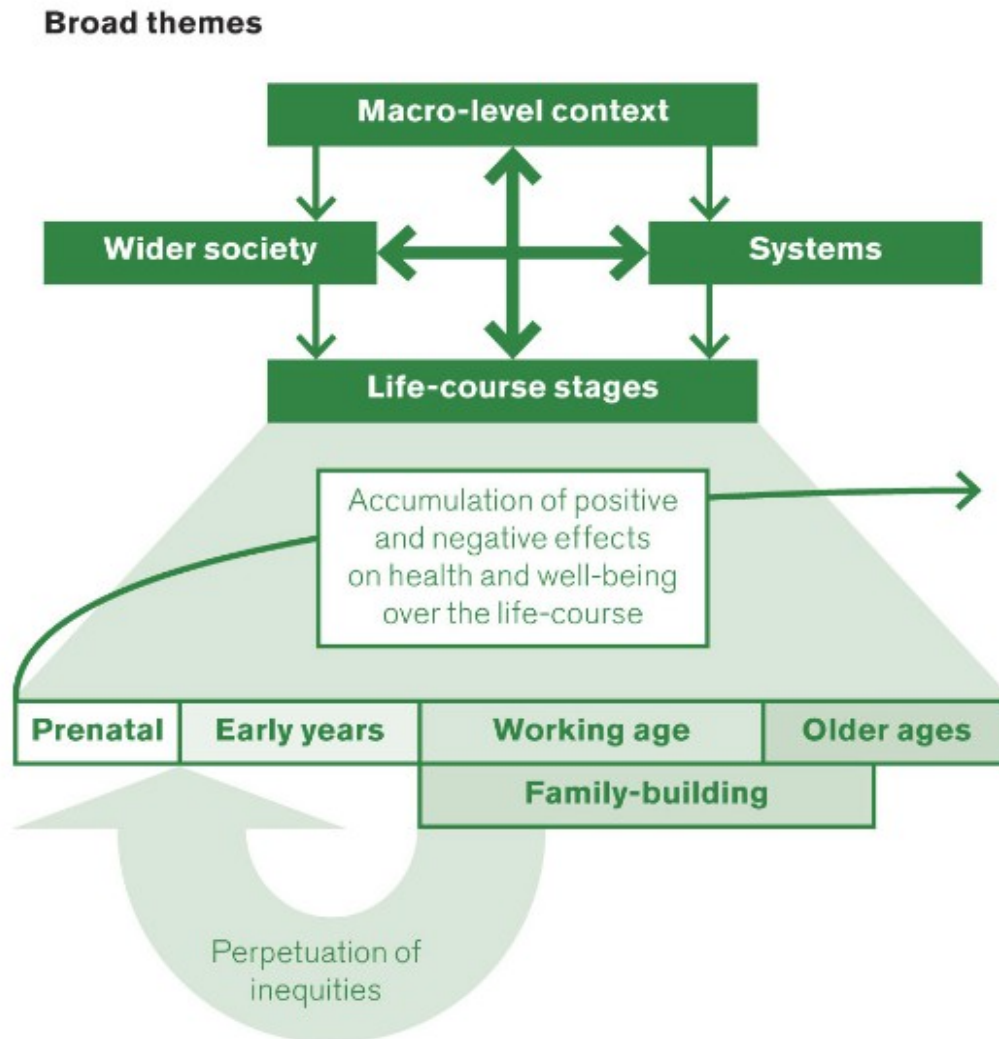 Broad themes
Macro-level context
Wider society
Systems
Life-course stages
Accumulation of positive
and negative effects
on health and well-being
over the life-course
Prenatal
Early years
Working age
Older ages
Family-building
Perpetuation of
inequities